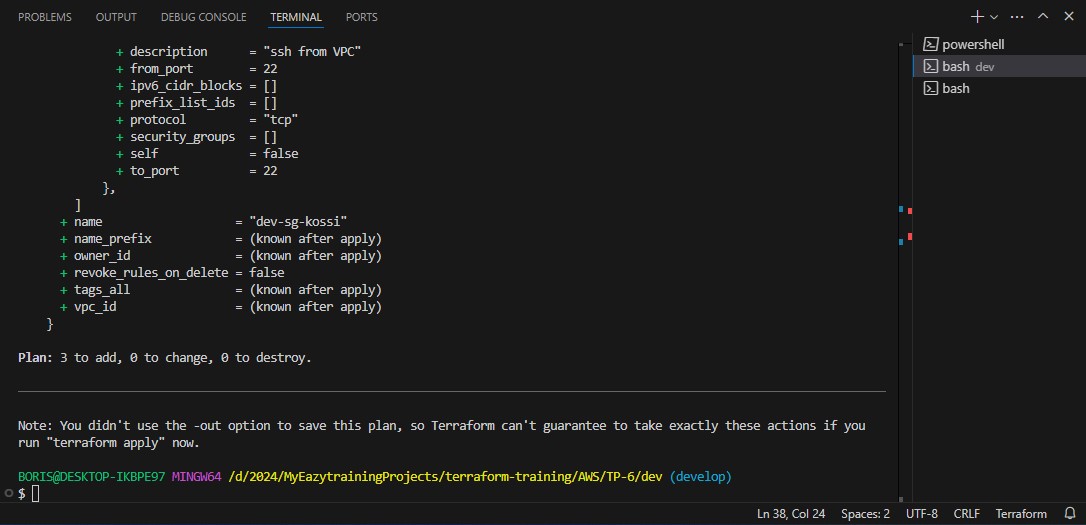 PROBLEMS OUTPUT DEBUG CONSOLE TERMINAL PORTS
+ description = "ssh from VPC"
+ from_port = 22
+ ipv6_cidr_blocks = []
+ prefix_list_ids = []
+ protocol = "tcp"
+ security_groups = []
+ self = false
+ to_port = 22
},
]
+ name = "dev-sg-kossi"
+ name_prefix = (known after apply)
+ owner_id = (known after apply)
+ revoke_rules_on_delete = false
+ tags_all = (known after apply)
+ vpc_id = (known after apply)
}
Plan: 3 to add, 0 to change, 0 to destroy.
Note: You didn't use the -out option to save this plan, so Terraform can't guarantee to take exactly these actions if you
run "terraform apply" now.
BORIS@DESKTOP-IKBPE97 MINGW64 /d/2024/MyEazytrainingProjects/terraform-training/AWS/TP-6/dev (develop)
$
powershell
bash dev
bash
Ln 38, Col 24 Spaces: 2 UTF-8 CRLF Terraform